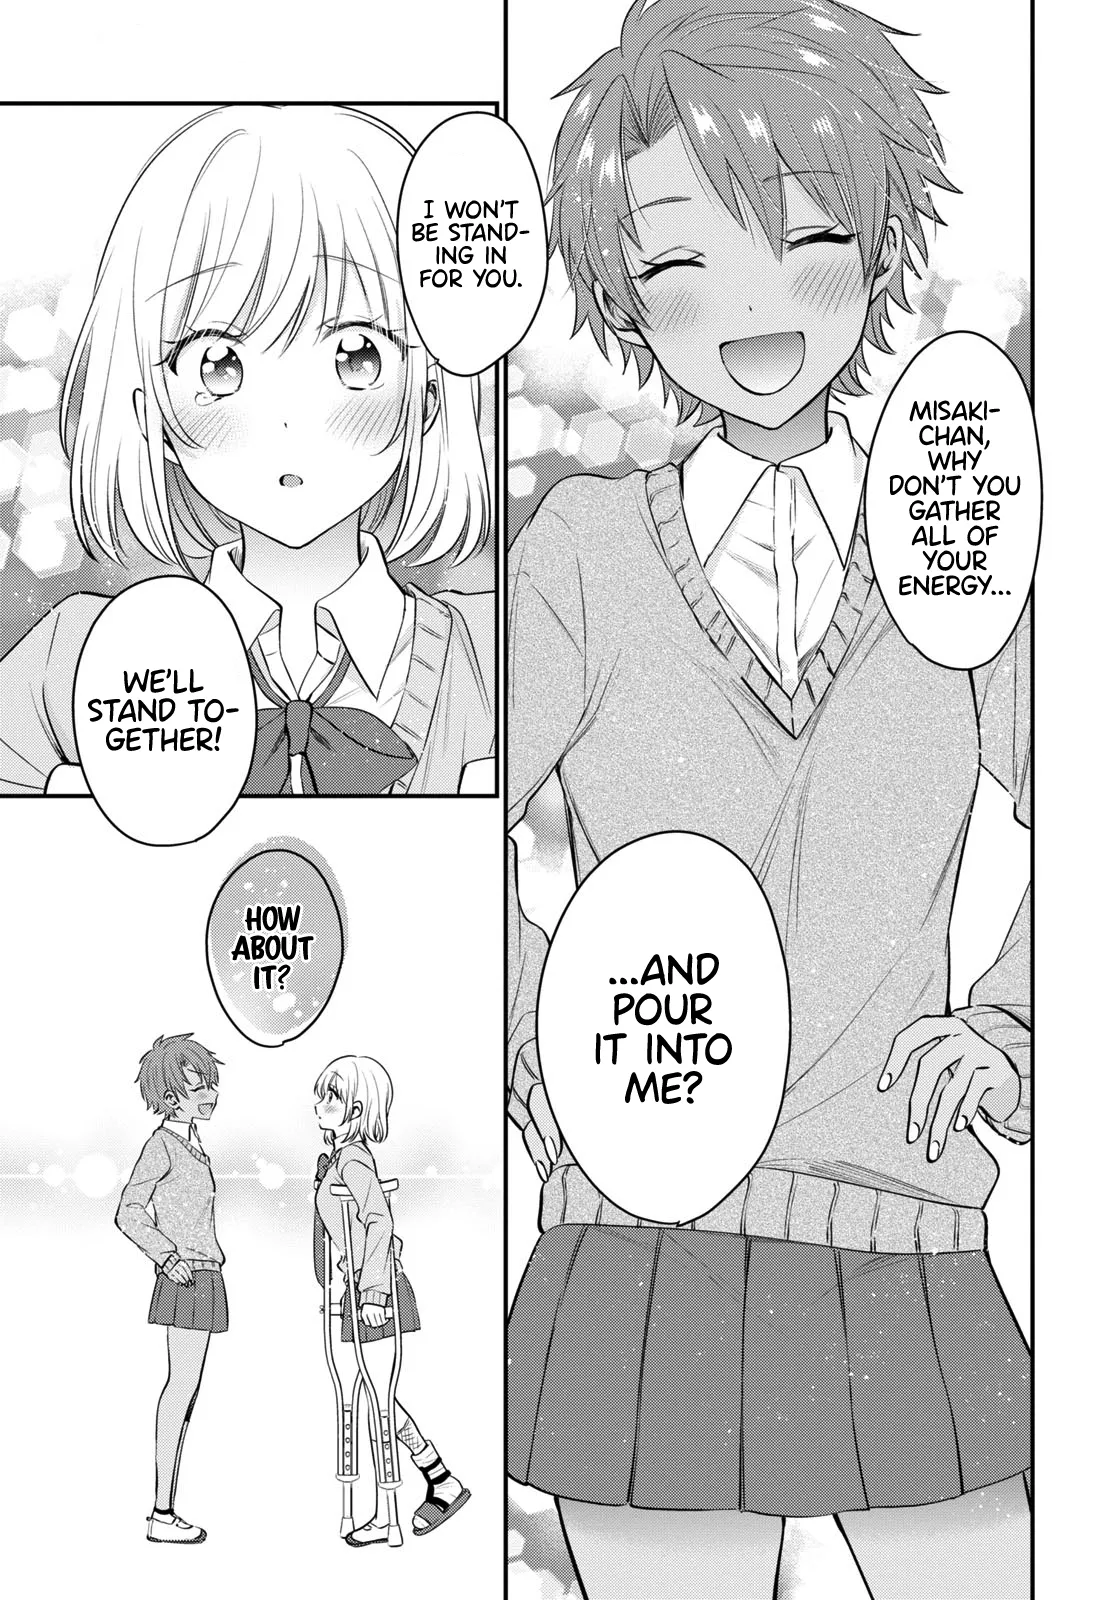 MISAKI-
CHAN,
WHY
DON'T YOU
GATHER
ALL OF
YOUR
ENERGY...
...AND
POUR
IT INTO
ME?
I WON'T
BE STAND-
ING IN
FOR YOU.
WE'LL
STAND TO-
GETHER!
HOW
ABOUT
IT?